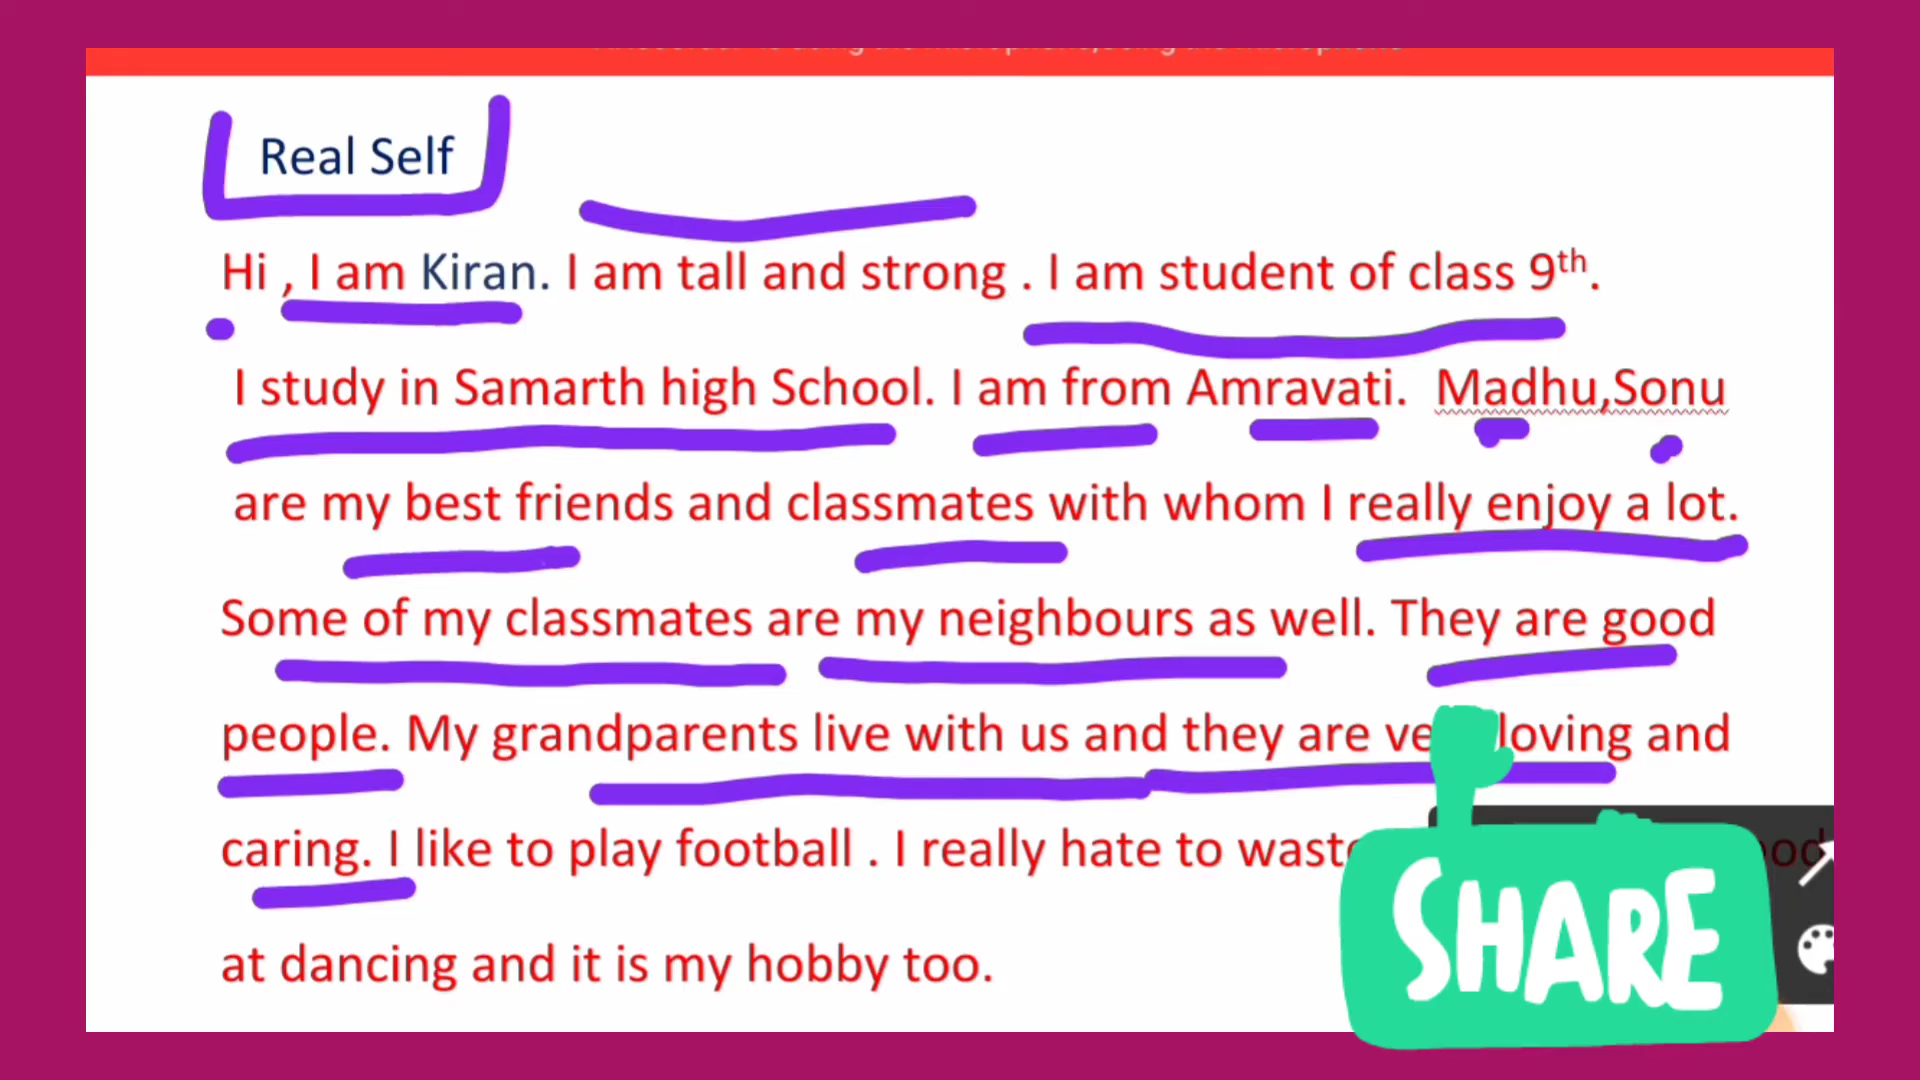 Real Self
Hi , I am Kiran. I am tall and strong . I am student of class 9th.
I study in Samarth high School. I am from Amravati. Madhu,Sonu
are my best friends and classmates with whom I really enjoy a lot.
Some of my classmates are my neighbours as well. They are good
people. My grandparents live with us and they are loving and
caring. I like to play football . I really hate to
at dancing and it is my hobby too.
SHARE